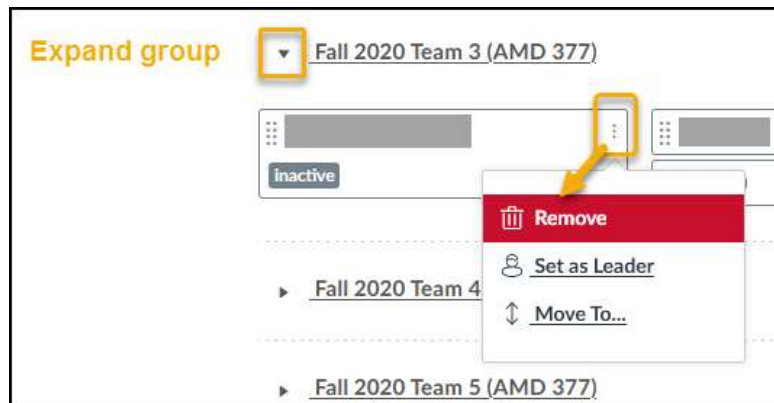 Expand group
Fall 2020 Team 3 (AMD 377)
inactive
Remove
Set as Leader
Fall 2020 Team 4
Move To...
Fall 2020 Team 5 (AMD 377)